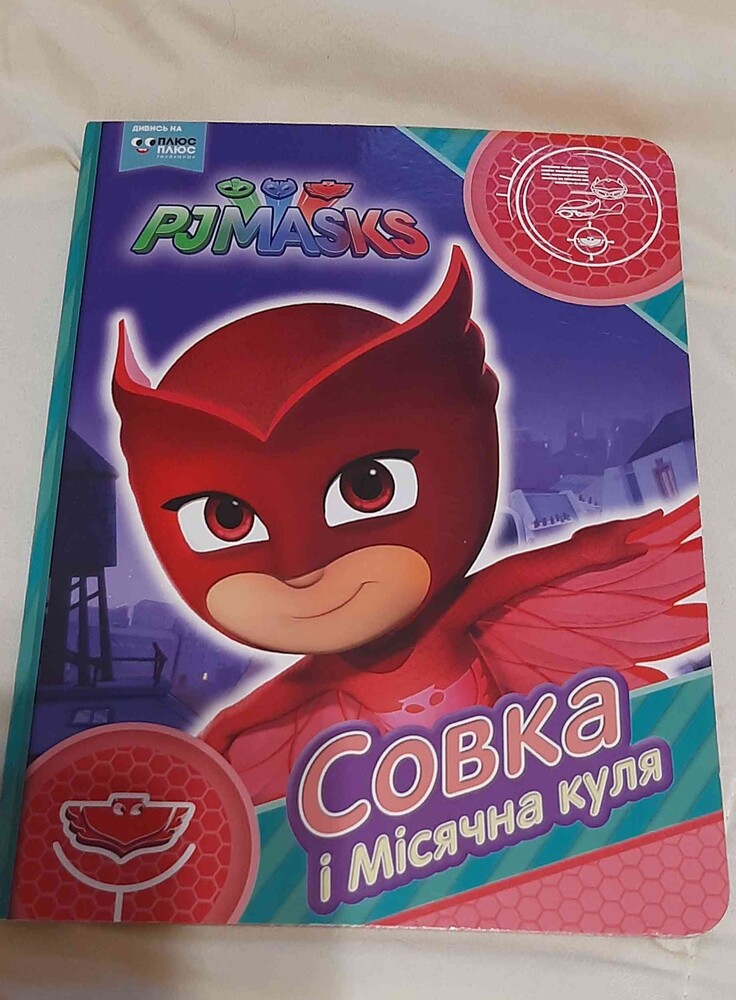 ДИВИСЬ НА
ПЛЮС
ПЛЮС
PJMASKS
СОВКА
і Місячна куля